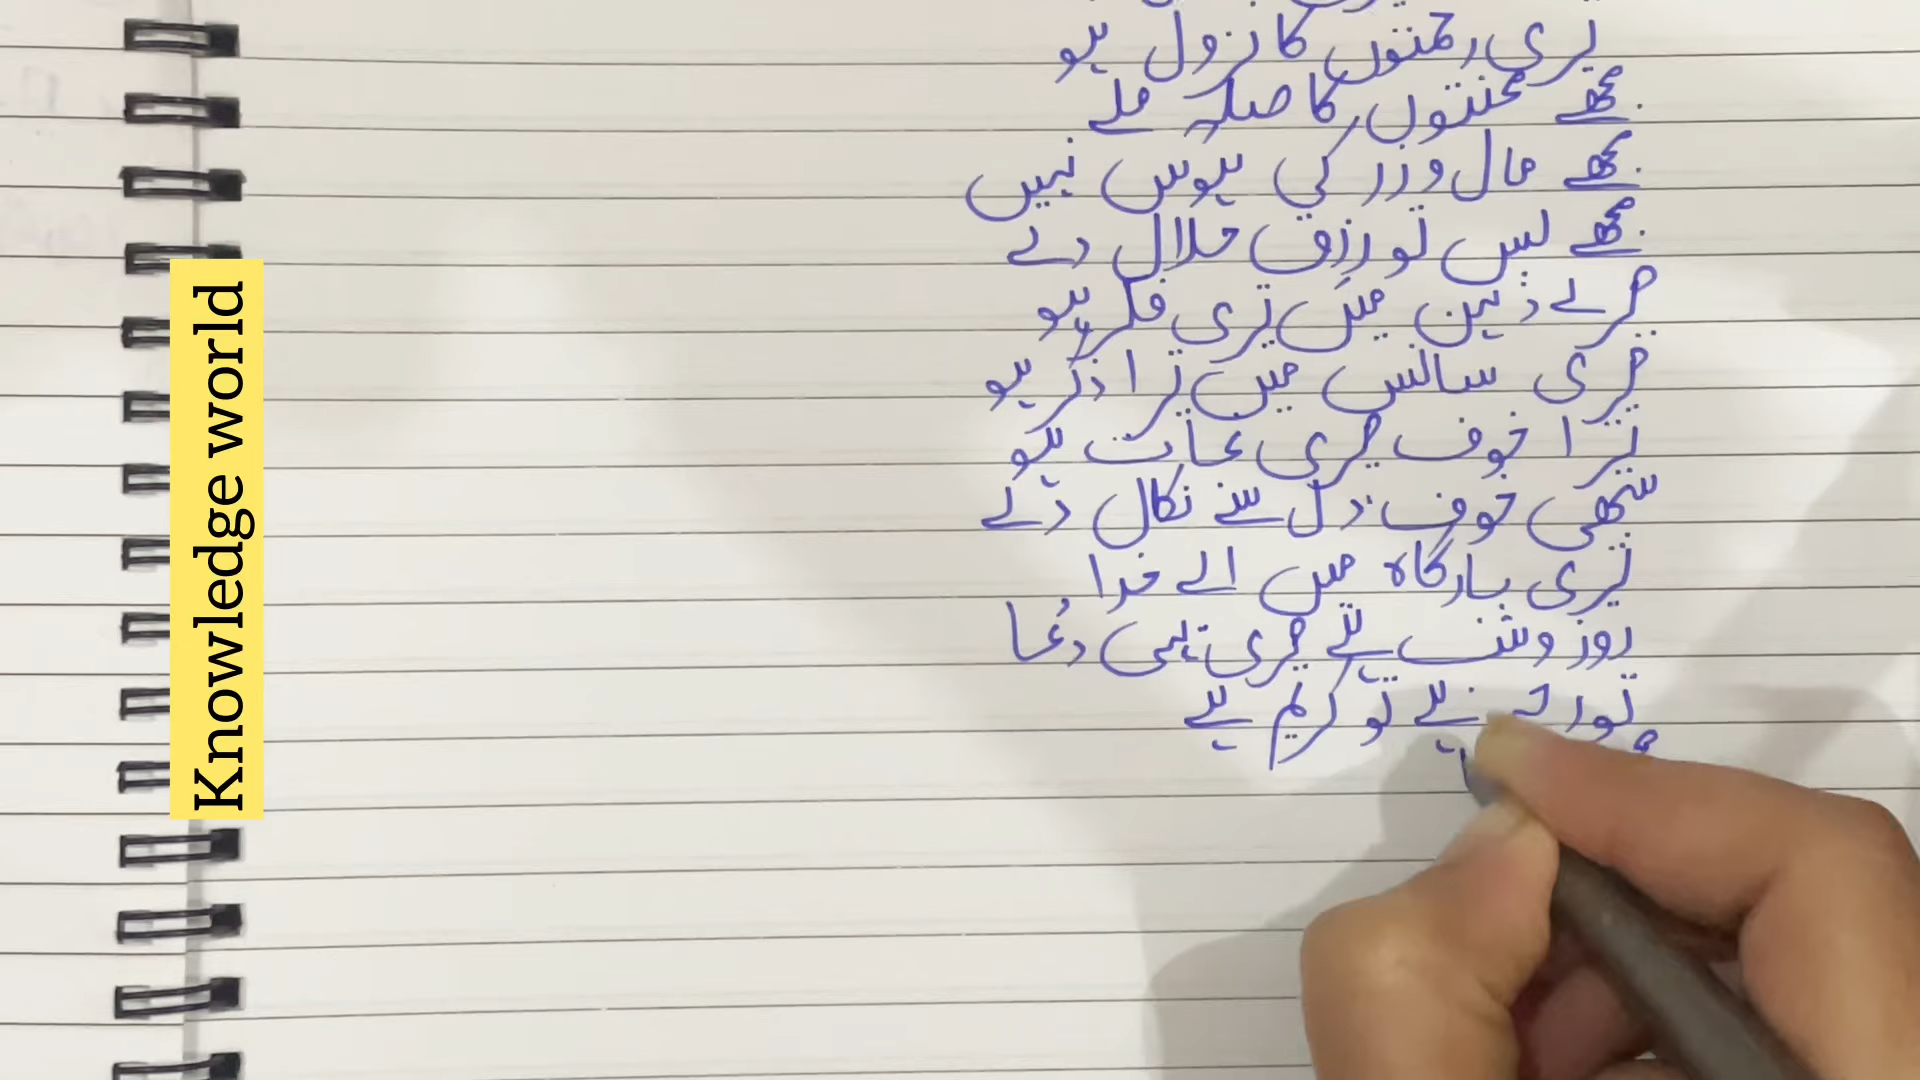 تری رحمتوں کا نزول ہو
مجھے محنتوں کا صلہ ملے
مجھے مال و زر کی ہوس نہیں
مجھے بس تو رزق حلال دے
مرے ذہن میں تری فکر ہو
مری سانس میں ترا ذکر ہو
ترا خوف مری نجات ہو
سبھی خوف دل سے نکال دے
تری بارگاہ میں اے خدا
روز و شب ہے مری یہی دعا
تو رحیم ہے تو کریم ہے
Knowledge world